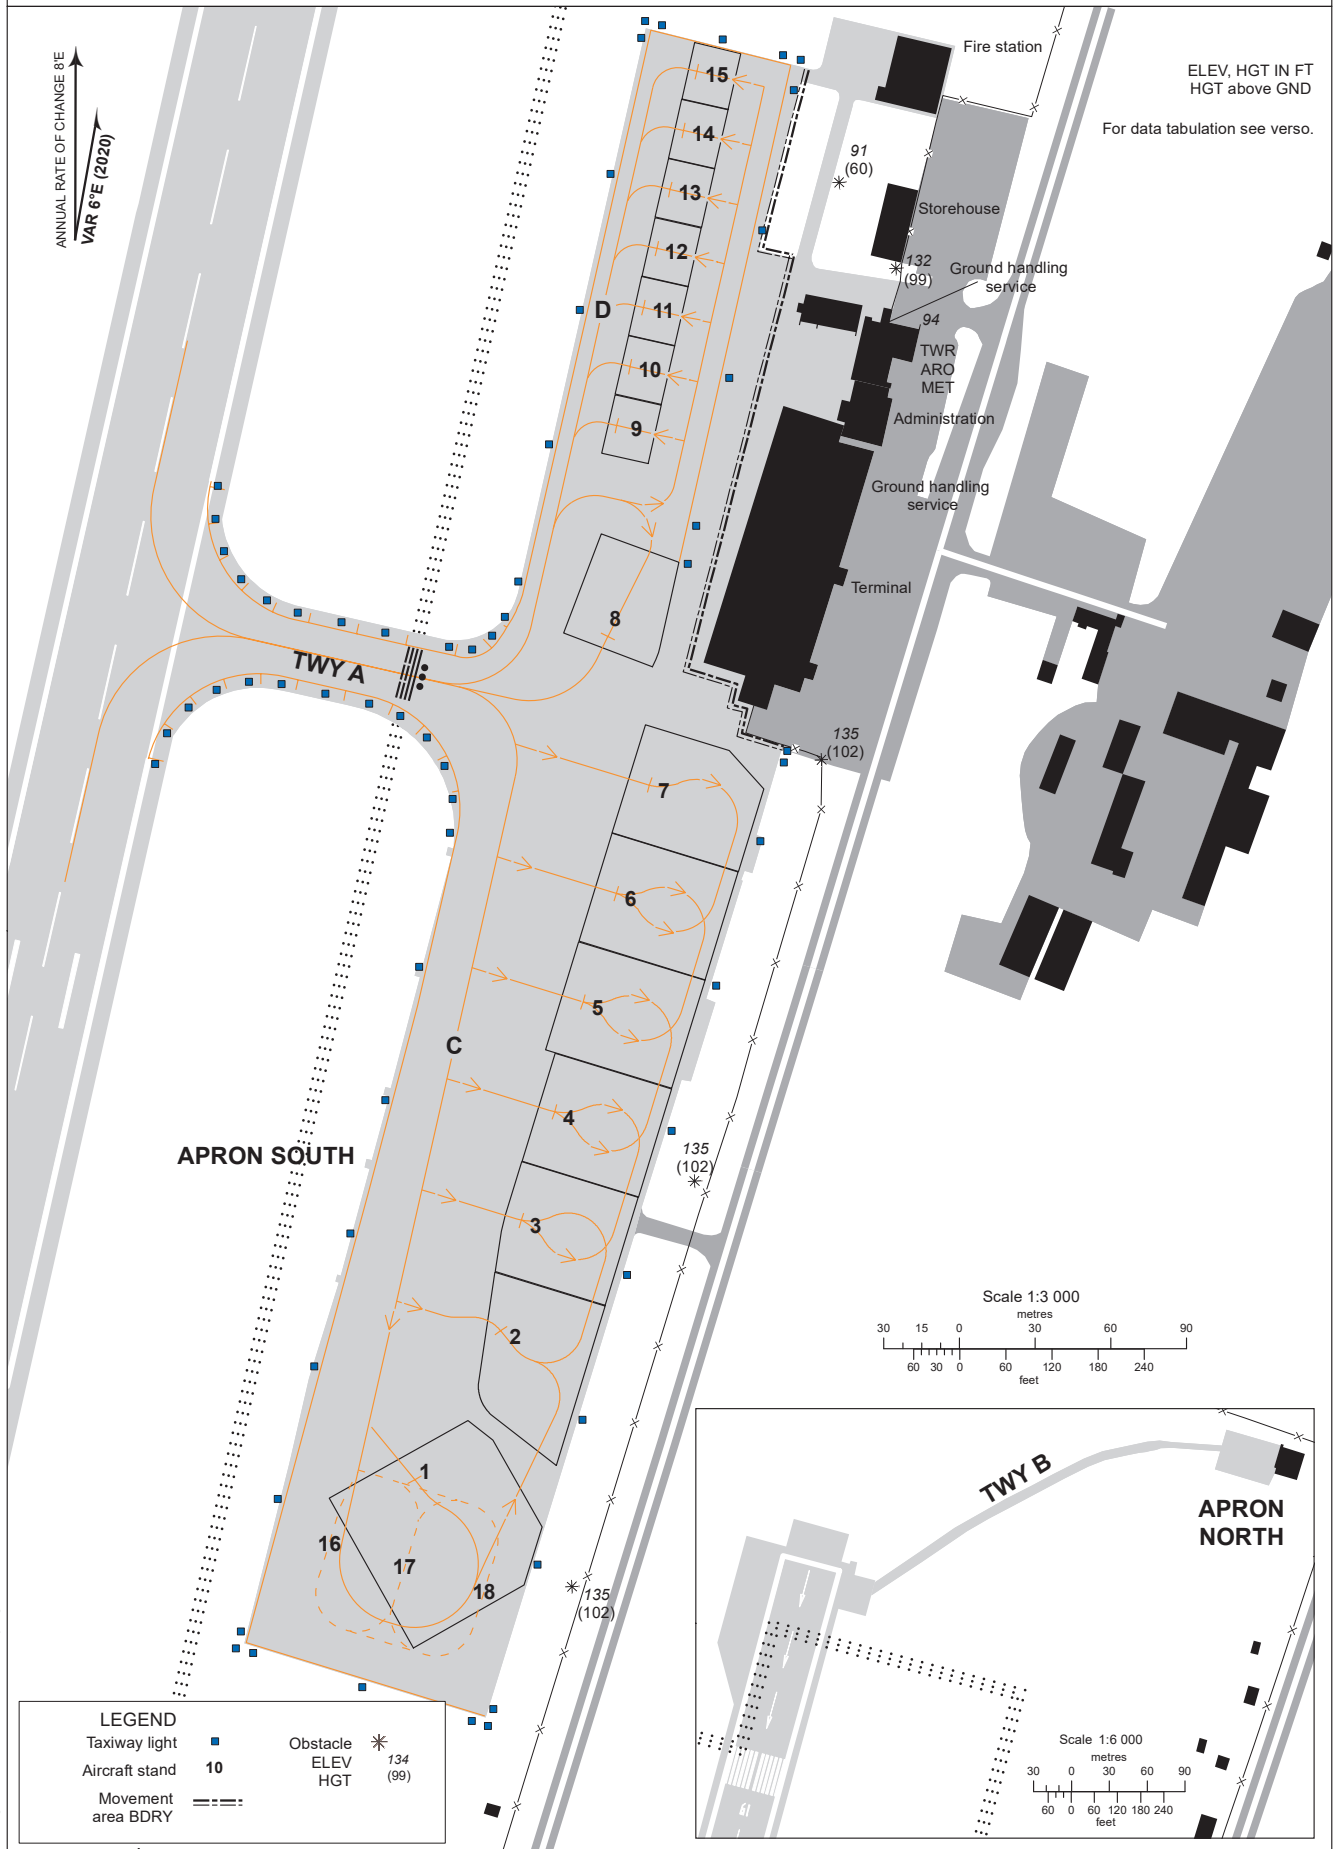 ANNUAL RATE OF CHANGE 8'E
VAR 6°E (2020)
Fire station
ELEV, HGT IN FT
HGT above GND
For data tabulation see verso.
15
14
13
12
11
10
9
8
D
91
(60)
Storehouse
132
(99)
Ground handling
service
94
TWR
ARO
MET
Administration
Ground handling
service
Terminal
TWY A
135
(102)
7
6
5
C
4
APRON SOUTH
135
(102)
3
2
1
16
17
18
135
(102)
Scale 1:3 000
metres
30 15 0 30 60 90
60 30 0 60 120 180 240
feet
TWY B
APRON
NORTH
Scale 1:6 000
metres
30 0 30 60 90
60 0 60 120 180 240
feet
LEGEND
Taxiway light
Aircraft stand 10
Movement
area BDRY
Obstacle
ELEV 134
HGT (99)